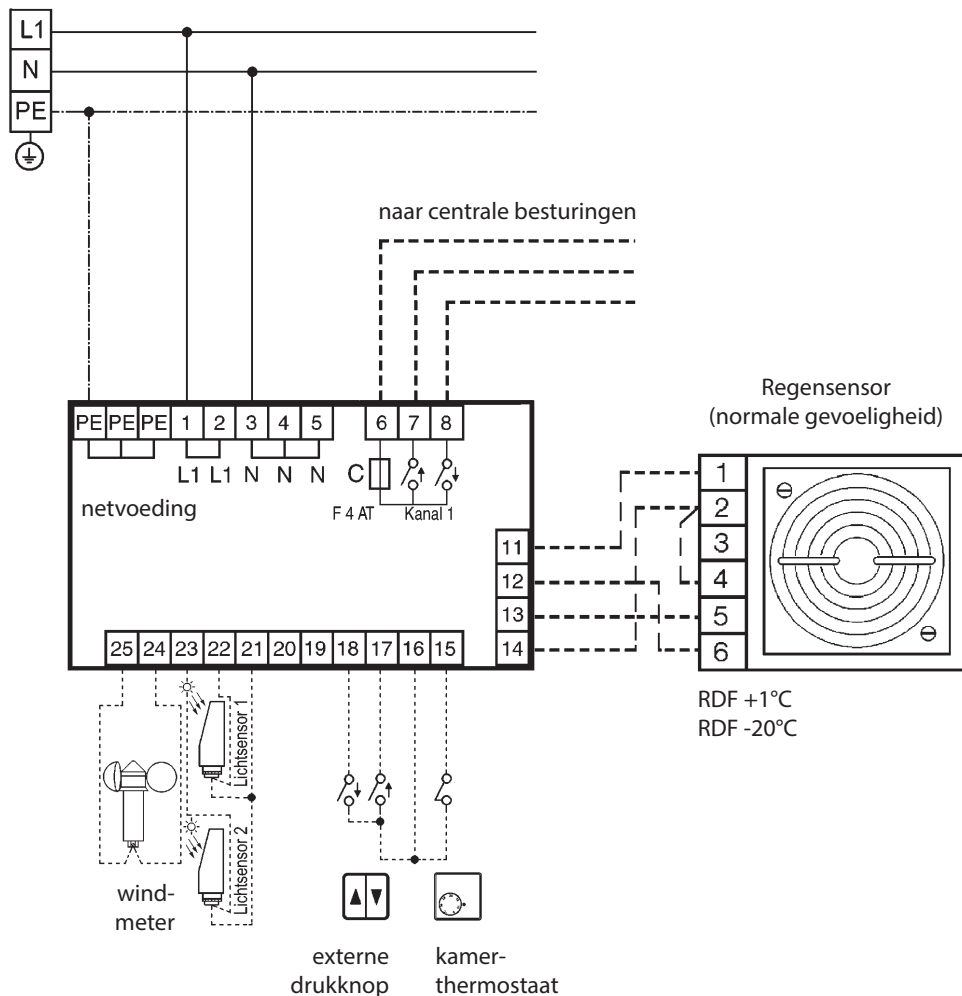 L1
N
PE
naar centrale besturingen
Regensensor
(normale gevoeligheid)
PE PE PE 1 2 3 4 5 6 7 8
L1 L1 N N N C
netvoeding
F 4 AT Kanal 1
11
12
13
14
1
2
3
4
5
6
25 24 23 22 21 20 19 18 17 16 15
RDF +1°C
RDF -20°C
Lichtsensor 1
Lichtsensor 2
wind-
meter
externe
drukknop
kamer-
thermostaat